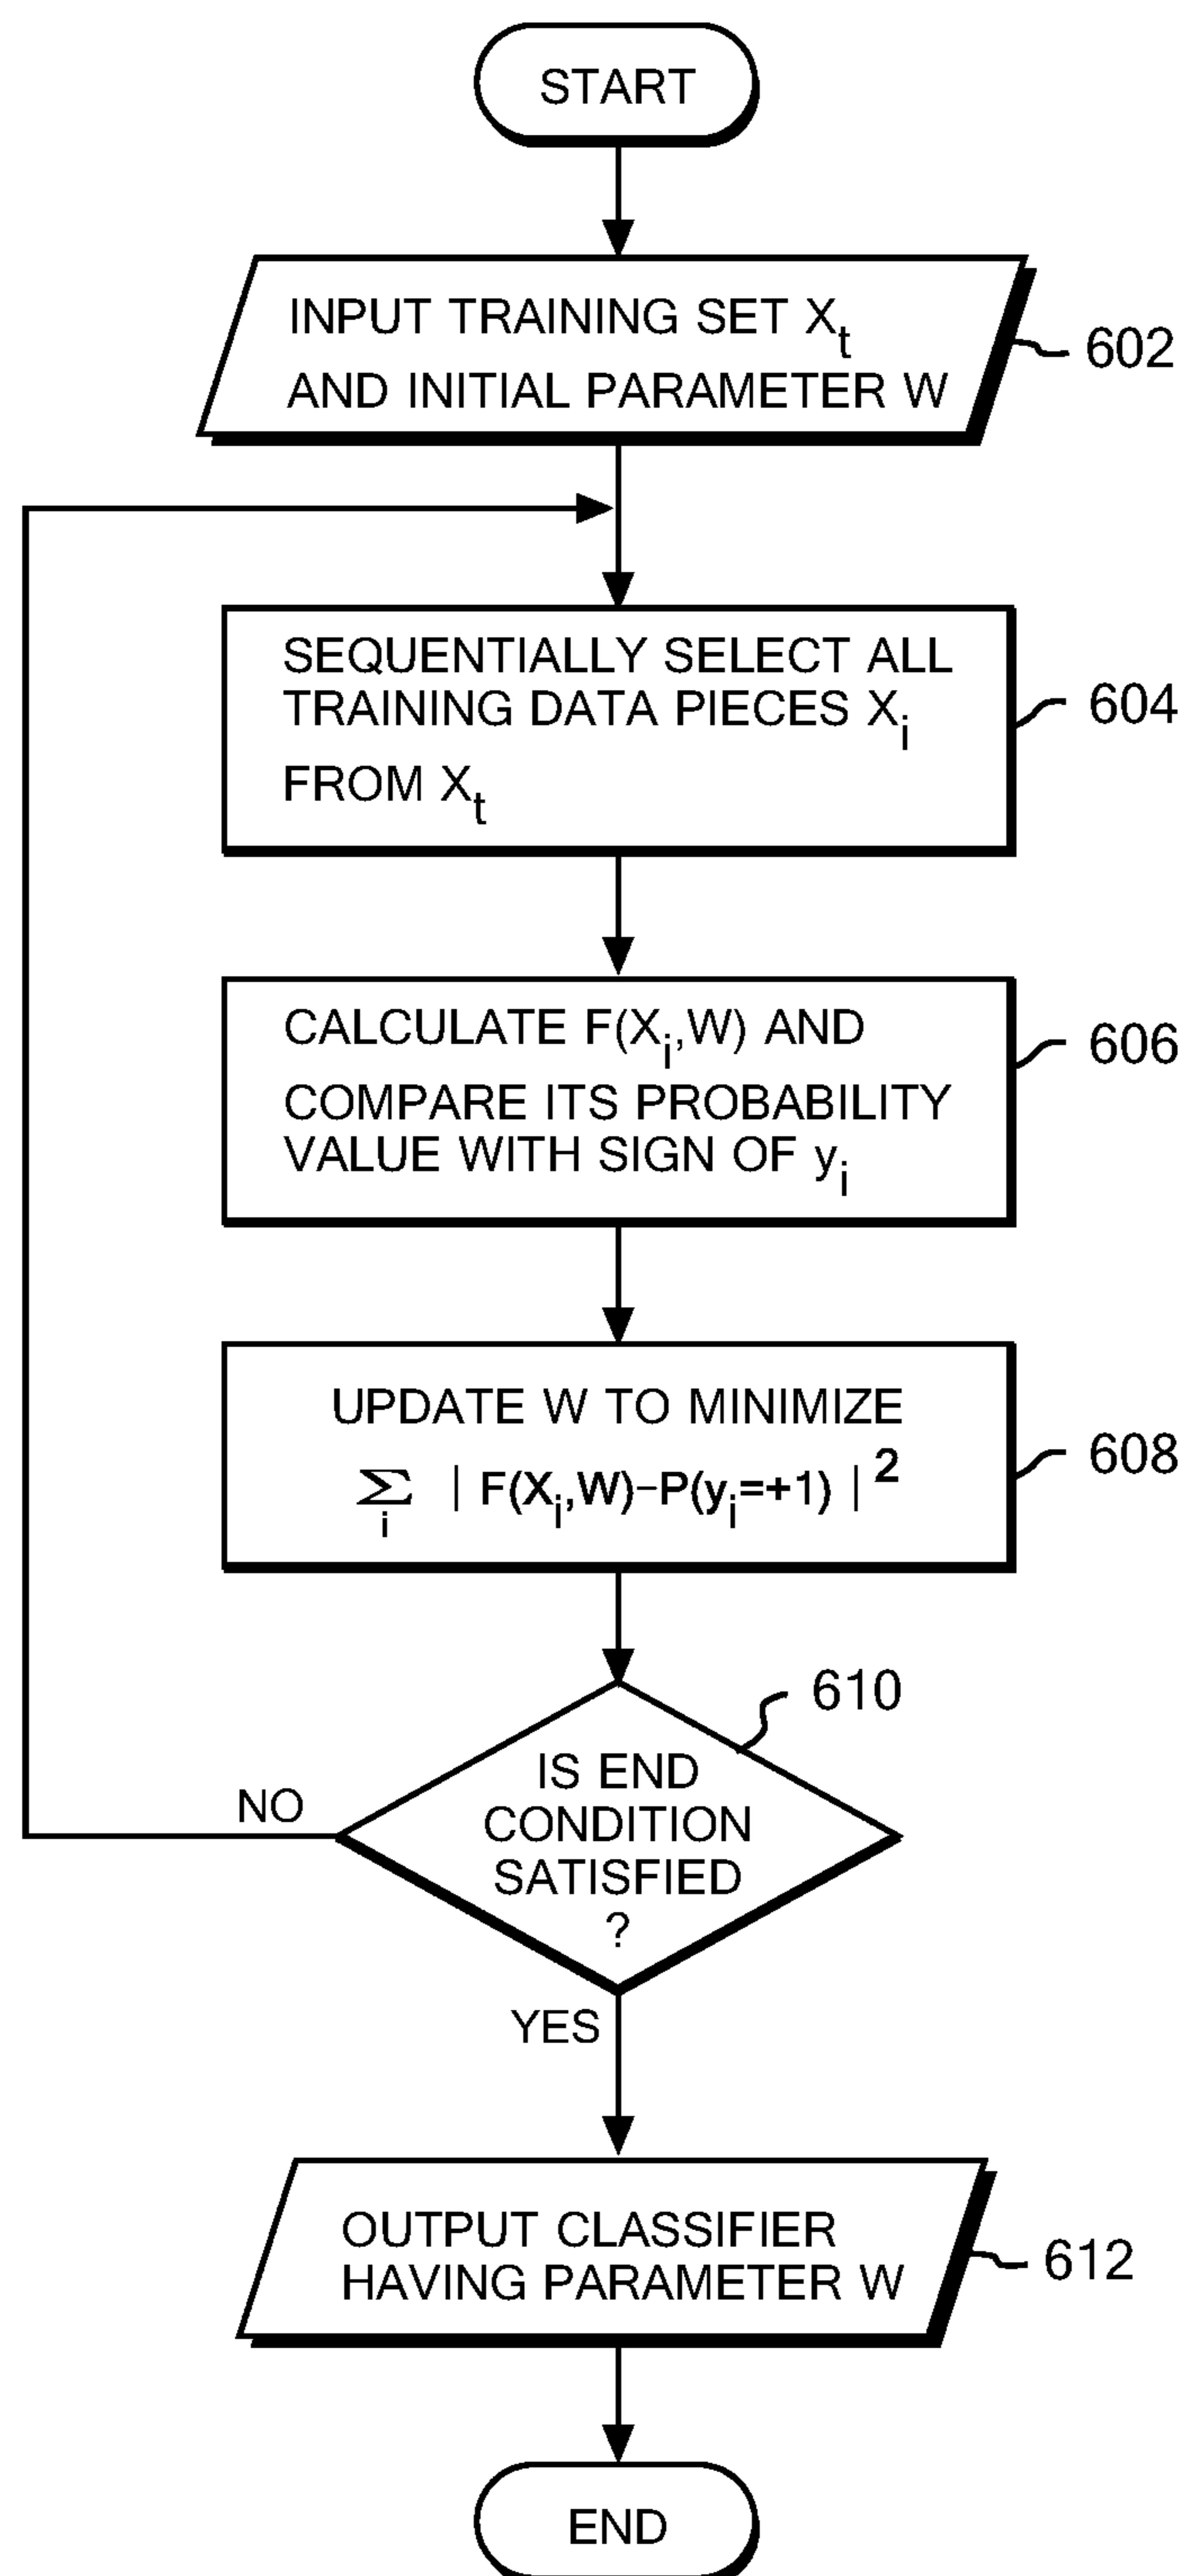 START
INPUT TRAINING SET Xt
AND INITIAL PARAMETER W
602
SEQUENTIALLY SELECT ALL
TRAINING DATA PIECES Xi
FROM Xt
604
CALCULATE F(Xi,W) AND
COMPARE ITS PROBABILITY
VALUE WITH SIGN OF yi
606
UPDATE W TO MINIMIZE
∑i | F(Xi,W)−P(yi=+1) |2
608
610
IS END
CONDITION
SATISFIED
?
NO
YES
OUTPUT CLASSIFIER
HAVING PARAMETER W
612
END